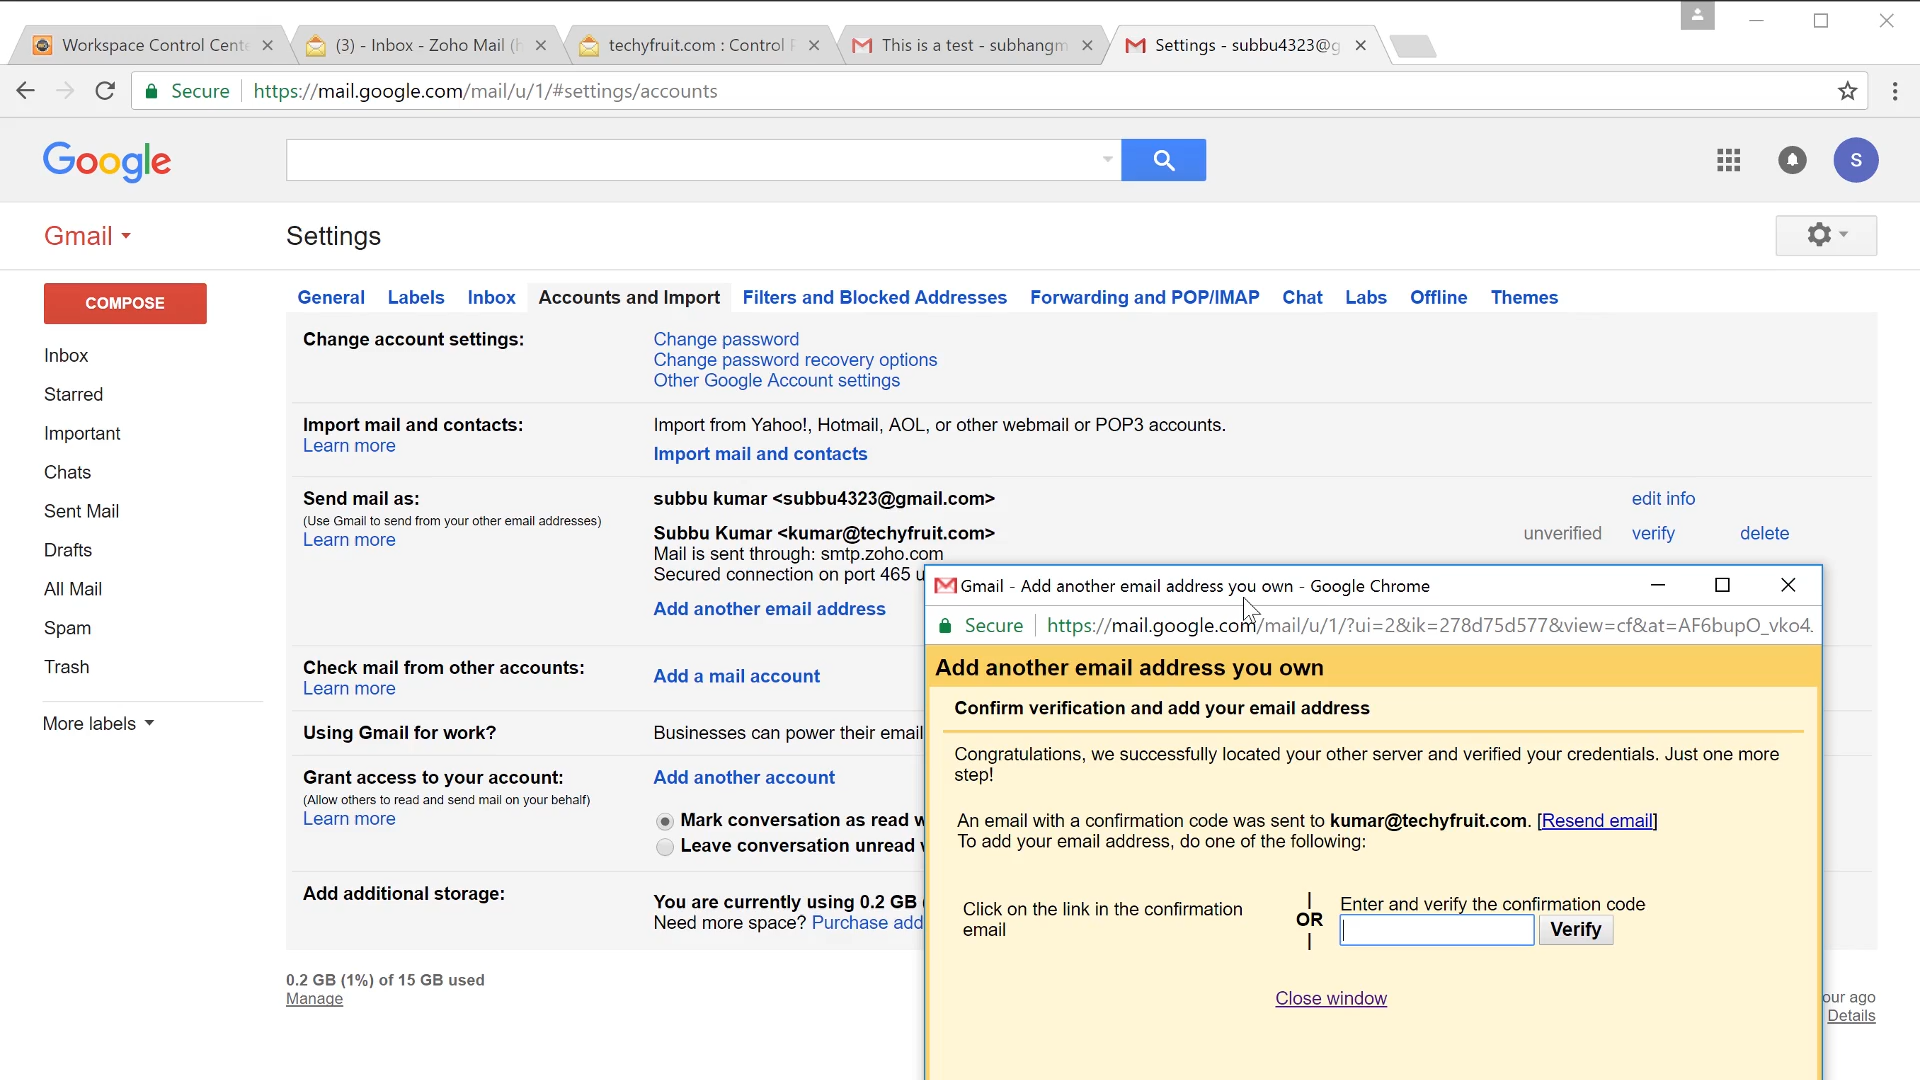 Workspace Control Cente
(3) - Inbox - Zoho Mail (h
techyfruit.com : Control P
This is a test - subhangm
Settings - subbu4323@g
Secure
https://mail.google.com/mail/u/1/#settings/accounts
Google
S
Gmail
Settings
COMPOSE
Inbox
Starred
Important
Chats
Sent Mail
Drafts
All Mail
Spam
Trash
More labels
General Labels Inbox Accounts and Import Filters and Blocked Addresses Forwarding and POP/IMAP Chat Labs Offline Themes
Change account settings:
Change password
Change password recovery options
Other Google Account settings
Import mail and contacts:
Learn more
Import from Yahoo!, Hotmail, AOL, or other webmail or POP3 accounts.
Import mail and contacts
Send mail as:
(Use Gmail to send from your other email addresses)
Learn more
subbu kumar <subbu4323@gmail.com>
edit info
Subbu Kumar <kumar@techyfruit.com>
unverified verify delete
Mail is sent through: smtp.zoho.com
Secured connection on port 465 u
Add another email address
Check mail from other accounts:
Learn more
Add a mail account
Using Gmail for work?
Businesses can power their email
Grant access to your account:
(Allow others to read and send mail on your behalf)
Learn more
Add another account
Mark conversation as read w
Leave conversation unread
Add additional storage:
You are currently using 0.2 GB
Need more space? Purchase add
0.2 GB (1%) of 15 GB used
Manage
our ago
Details
Gmail - Add another email address you own - Google Chrome
Secure
https://mail.google.com/mail/u/1/?ui=2&ik=278d75d577&view=cf&at=AF6bupO_vko4.
Add another email address you own
Confirm verification and add your email address
Congratulations, we successfully located your other server and verified your credentials. Just one more
step!
An email with a confirmation code was sent to kumar@techyfruit.com. [Resend email]
To add your email address, do one of the following:
Click on the link in the confirmation
email
OR
Enter and verify the confirmation code
Verify
Close window